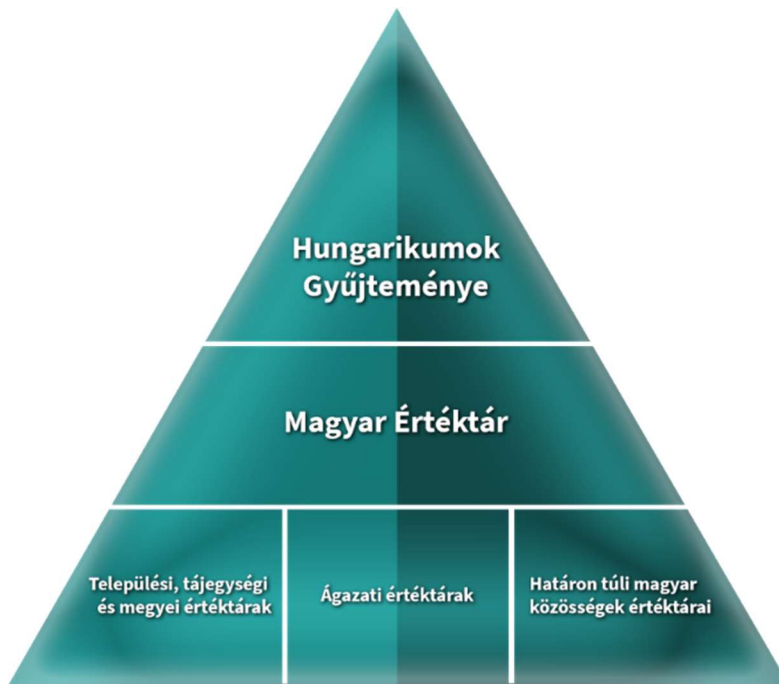 Hungarikumok
Gyűjteménye
Magyar Értéktár
Települési, tájegységi
és megyei értéktárak
Ágazati értéktárak
Határon túli magyar
közösségek értéktárai